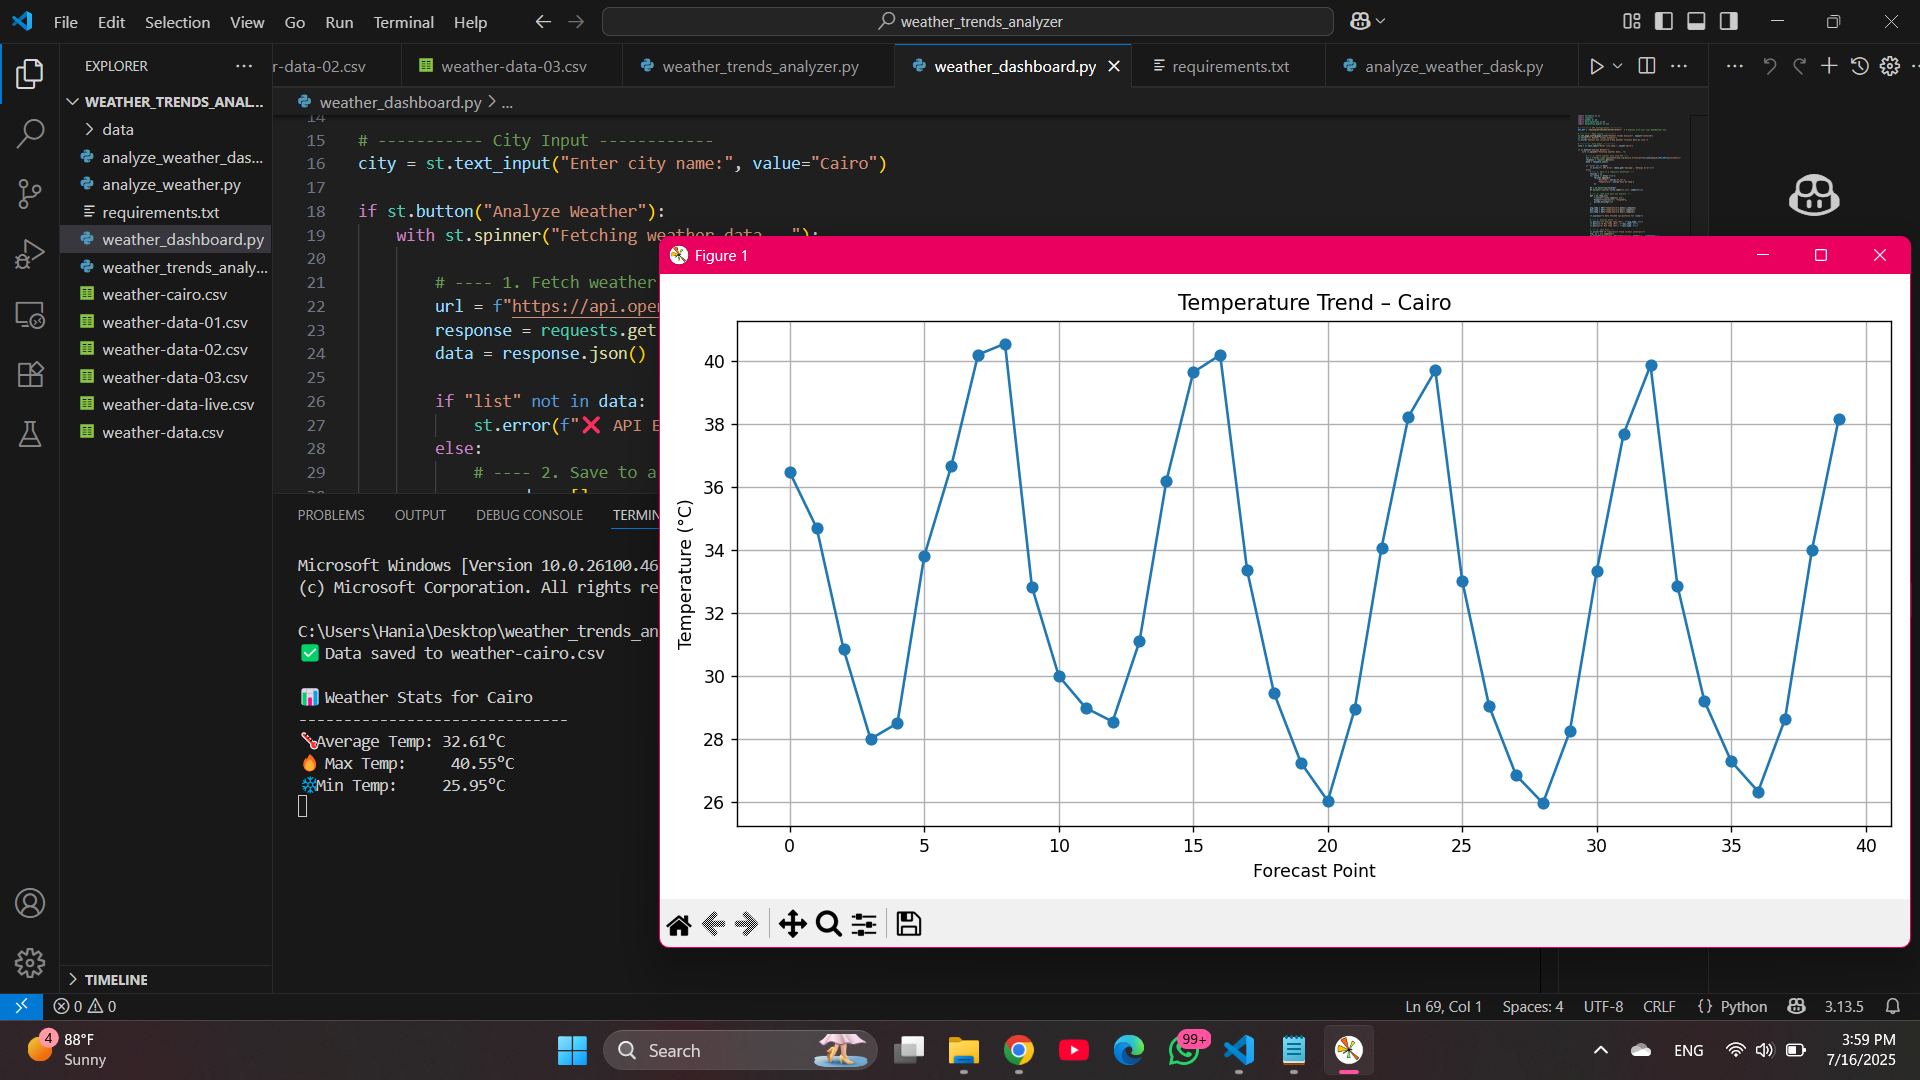 File Edit Selection View Go Run Terminal Help
weather_trends_analyzer
EXPLORER
r-data-02.csv
weather-data-03.csv
weather_trends_analyzer.py
weather_dashboard.py
requirements.txt
analyze_weather_dask.py
WEATHER_TRENDS_ANAL...
data
analyze_weather_das...
analyze_weather.py
requirements.txt
weather_dashboard.py
weather_trends_analy...
weather-cairo.csv
weather-data-01.csv
weather-data-02.csv
weather-data-03.csv
weather-data-live.csv
weather-data.csv
TIMELINE
weather_dashboard.py > ...
14
15 # ----------- City Input ------------
16 city = st.text_input("Enter city name:", value="Cairo")
17
18 if st.button("Analyze Weather"):
19 with st.spinner("Fetching weather data..."):
20
21 # ---- 1. Fetch weather
22 url = f"https://api.ope
23 response = requests.get
24 data = response.json()
25
26 if "list" not in data:
27 st.error(f"❌ API E
28 else:
29 # ---- 2. Save to a
PROBLEMS OUTPUT DEBUG CONSOLE TERMIN
Microsoft Windows [Version 10.0.26100.46
(c) Microsoft Corporation. All rights re
C:\Users\Hania\Desktop\weather_trends_an
✅ Data saved to weather-cairo.csv
📊 Weather Stats for Cairo
------------------------------
🌡Average Temp: 32.61°C
🔥 Max Temp: 40.55°C
❄Min Temp: 25.95°C
Figure 1
Temperature Trend – Cairo
Temperature (°C)
40
38
36
34
32
30
28
26
0 5 10 15 20 25 30 35 40
Forecast Point
0 0
Ln 69, Col 1 Spaces: 4 UTF-8 CRLF {} Python 3.13.5
4
88°F
Sunny
Search
99+
ENG
3:59 PM
7/16/2025